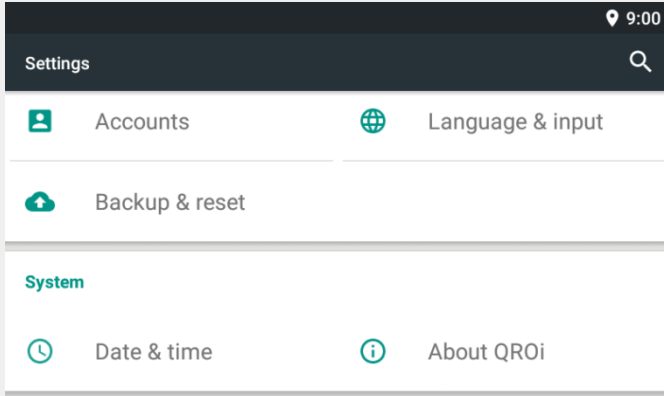 9:00
Settings
Accounts
Language & input
Backup & reset
System
Date & time
About QROi